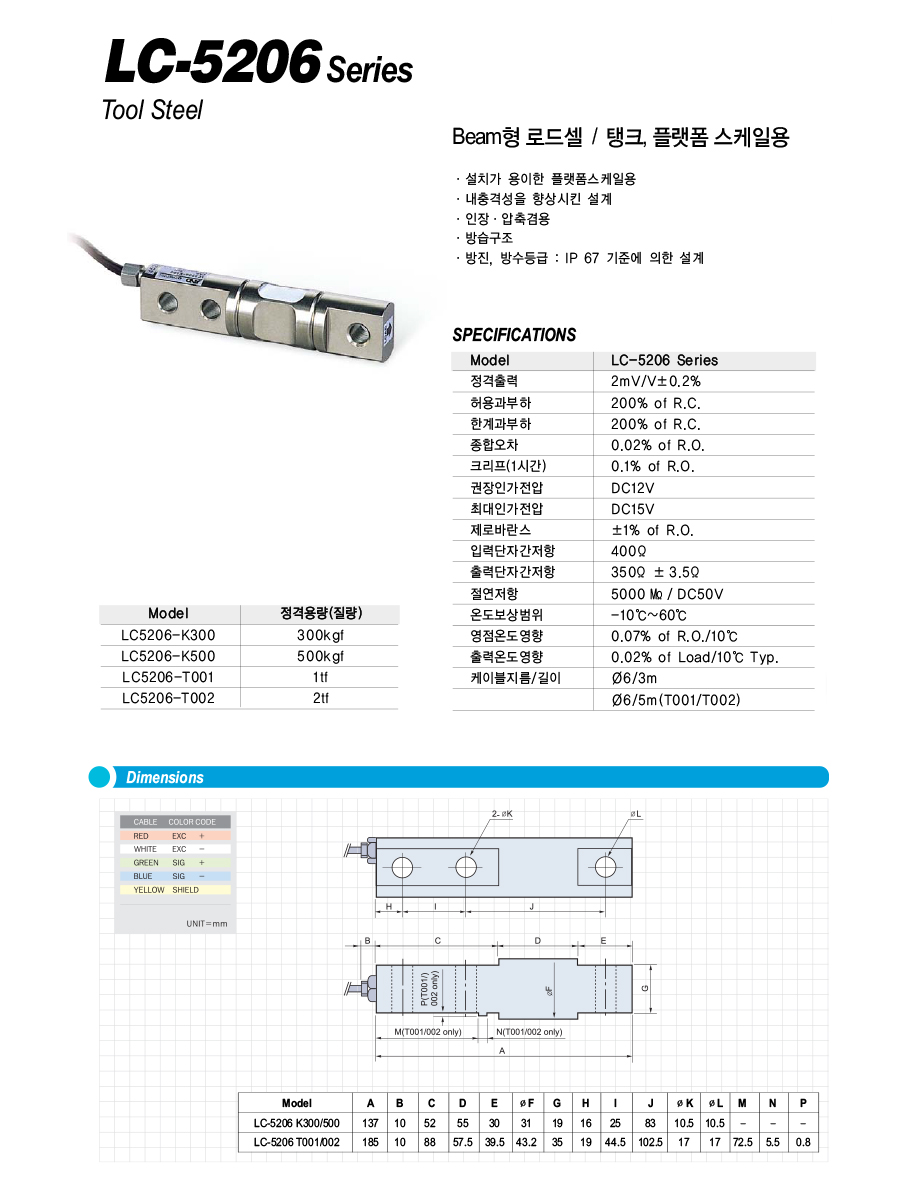 LC-5206 Series
Tool Steel
Beam형 로드셀 / 탱크, 플랫폼 스케일용
· 설치가 용이한 플랫폼스케일용
· 내충격성을 향상시킨 설계
· 인장 · 압축겸용
· 방습구조
· 방진, 방수등급 : IP 67 기준에 의한 설계
SPECIFICATIONS
Model LC-5206 Series
정격출력 2mV/V±0.2%
허용과부하 200% of R.C.
한계과부하 200% of R.C.
종합오차 0.02% of R.O.
크리프(1시간) 0.1% of R.O.
권장인가전압 DC12V
최대인가전압 DC15V
제로바란스 ±1% of R.O.
입력단자간저항 400Ω
출력단자간저항 350Ω ± 3.5Ω
절연저항 5000 ㏁ / DC50V
온도보상범위 -10℃~60℃
영점온도영향 0.07% of R.O./10℃
출력온도영향 0.02% of Load/10℃ Typ.
케이블지름/길이 Ø6/3m
Ø6/5m(T001/T002)
Model 정격용량(질량)
LC5206-K300 300kgf
LC5206-K500 500kgf
LC5206-T001 1tf
LC5206-T002 2tf
Dimensions
CABLE COLOR CODE
RED EXC +
WHITE EXC -
GREEN SIG +
BLUE SIG -
YELLOW SHIELD
UNIT=mm
2-øK øL
H I J
B C D E
P(T001/)
002 only)
øF
G
M(T001/002 only) N(T001/002 only)
A
Model A B C D E øF G H I J øK øL M N P
LC-5206 K300/500 137 10 52 55 30 31 19 16 25 83 10.5 10.5 - - -
LC-5206 T001/002 185 10 88 57.5 39.5 43.2 35 19 44.5 102.5 17 17 72.5 5.5 0.8